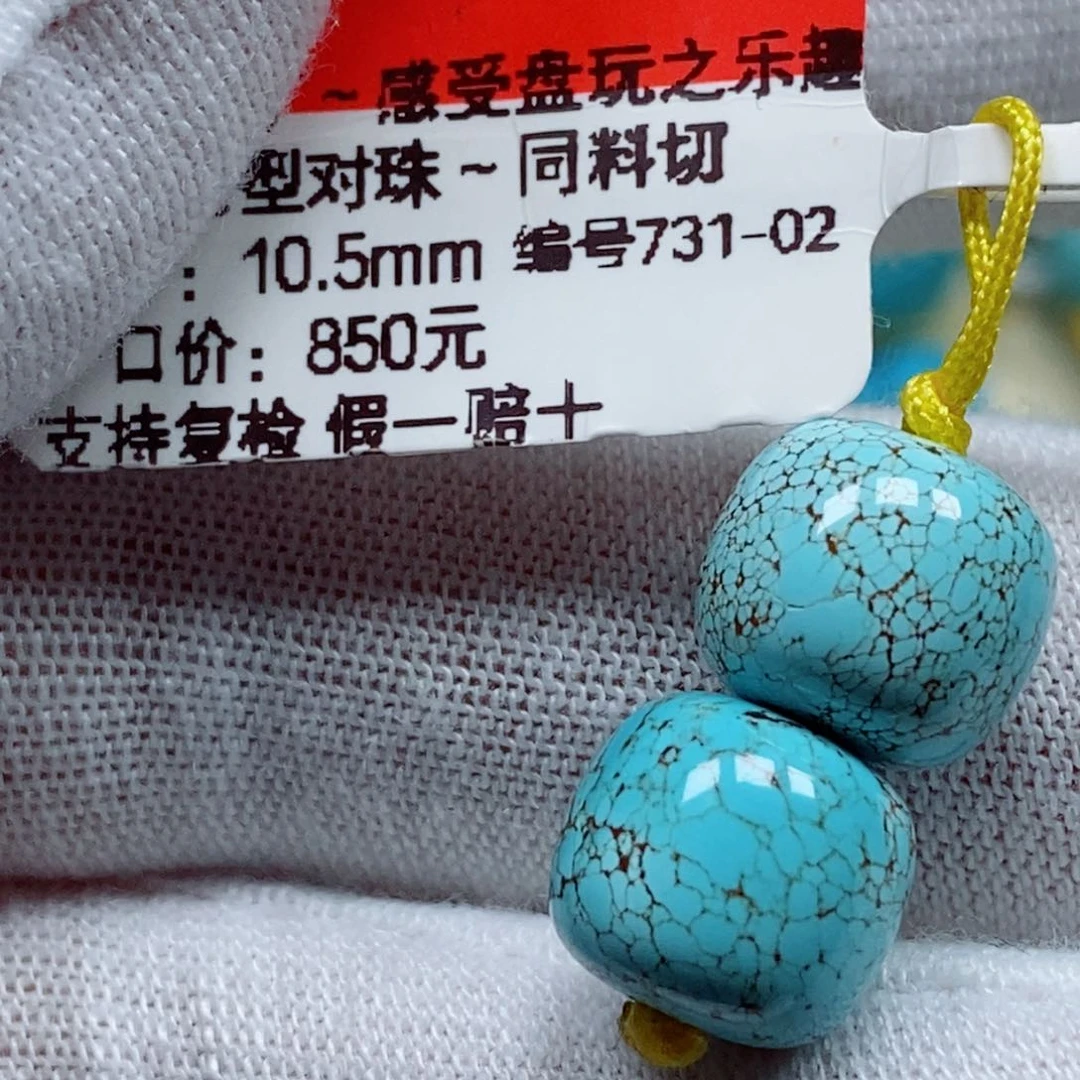 ~感受盘玩之乐趣
型对珠~同料切
：10.5mm 编号731-02
口价：850元
支持复检 假一赔十